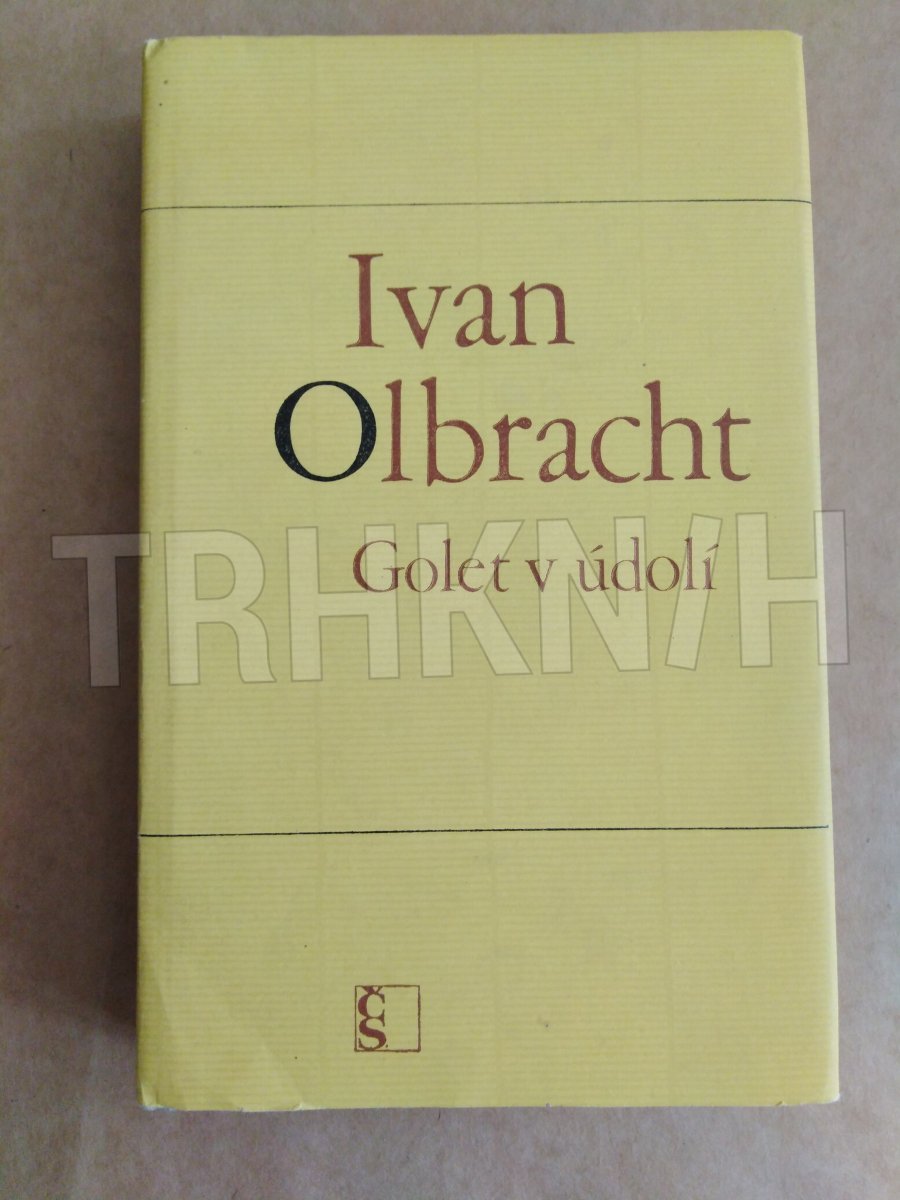 Ivan
Olbracht
TRHKNIH
Golet v údolí
ČS